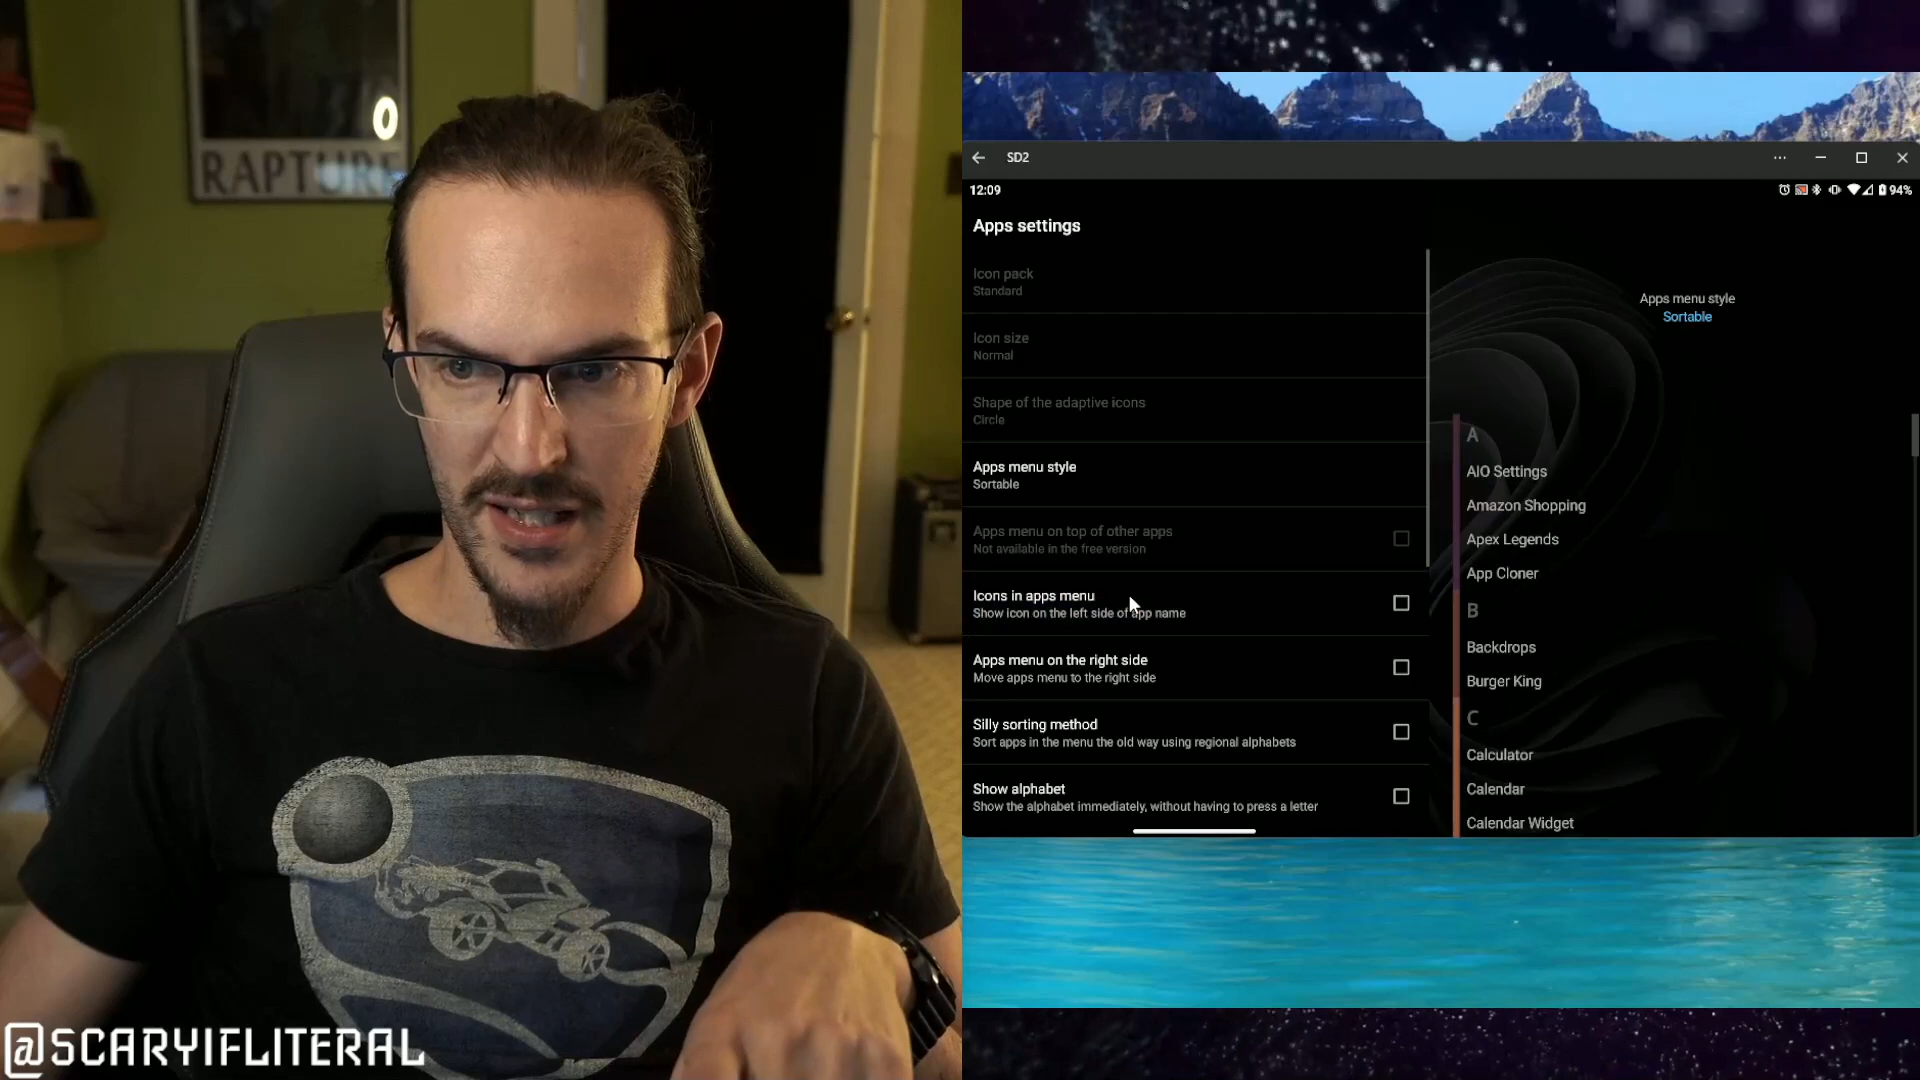 RAPTURE
@SCARYIFLITERAL
SD2
12:09
94%
Apps settings
Icon pack
Standard
Icon size
Normal
Shape of the adaptive icons
Circle
Apps menu style
Sortable
Apps menu on top of other apps
Not available in the free version
Icons in apps menu
Show icon on the left side of app name
Apps menu on the right side
Move apps menu to the right side
Silly sorting method
Sort apps in the menu the old way using regional alphabets
Show alphabet
Show the alphabet immediately, without having to press a letter
Apps menu style
Sortable
A
AIO Settings
Amazon Shopping
Apex Legends
App Cloner
B
Backdrops
Burger King
C
Calculator
Calendar
Calendar Widget